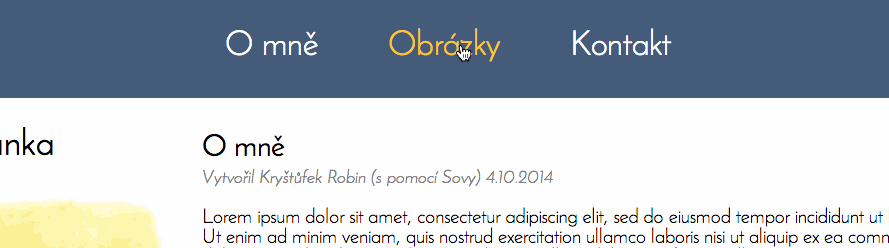 O mně Obrázky Kontakt
O mně
Vytvořil Kryštůfek Robin (s pomocí Sovy) 4.10.2014
Lorem ipsum dolor sit amet, consectetur adipiscing elit, sed do eiusmod tempor incididunt ut
Ut enim ad minim veniam, quis nostrud exercitation ullamco laboris nisi ut aliquip ex ea